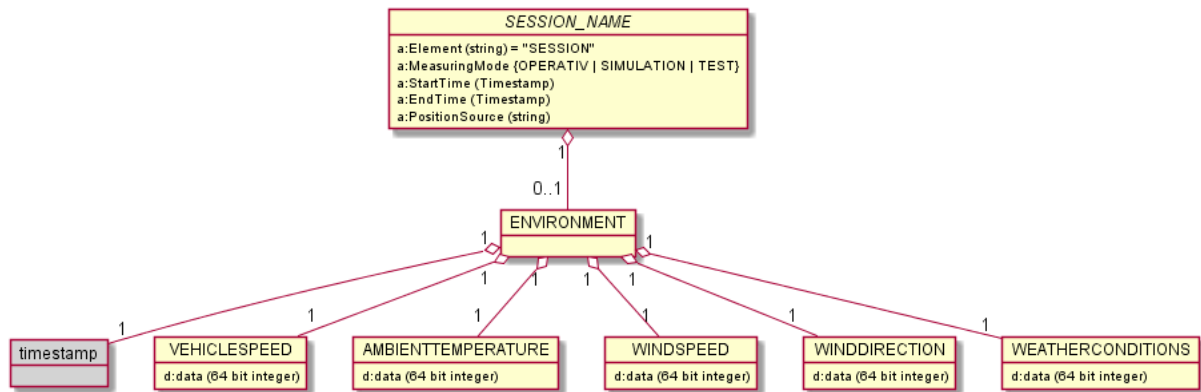 SESSION_NAME
a:Element (string) = "SESSION"
a:MeasuringMode {OPERATIV | SIMULATION | TEST}
a:StartTime (Timestamp)
a:EndTime (Timestamp)
a:PositionSource (string)
1
0..1
ENVIRONMENT
1 1 1 1 1 1
1 1 1 1 1 1
timestamp
VEHICLESPEED
d:data (64 bit integer)
AMBIENTTEMPERATURE
d:data (64 bit integer)
WINDSPEED
d:data (64 bit integer)
WINDDIRECTION
d:data (64 bit integer)
WEATHERCONDITIONS
d:data (64 bit integer)